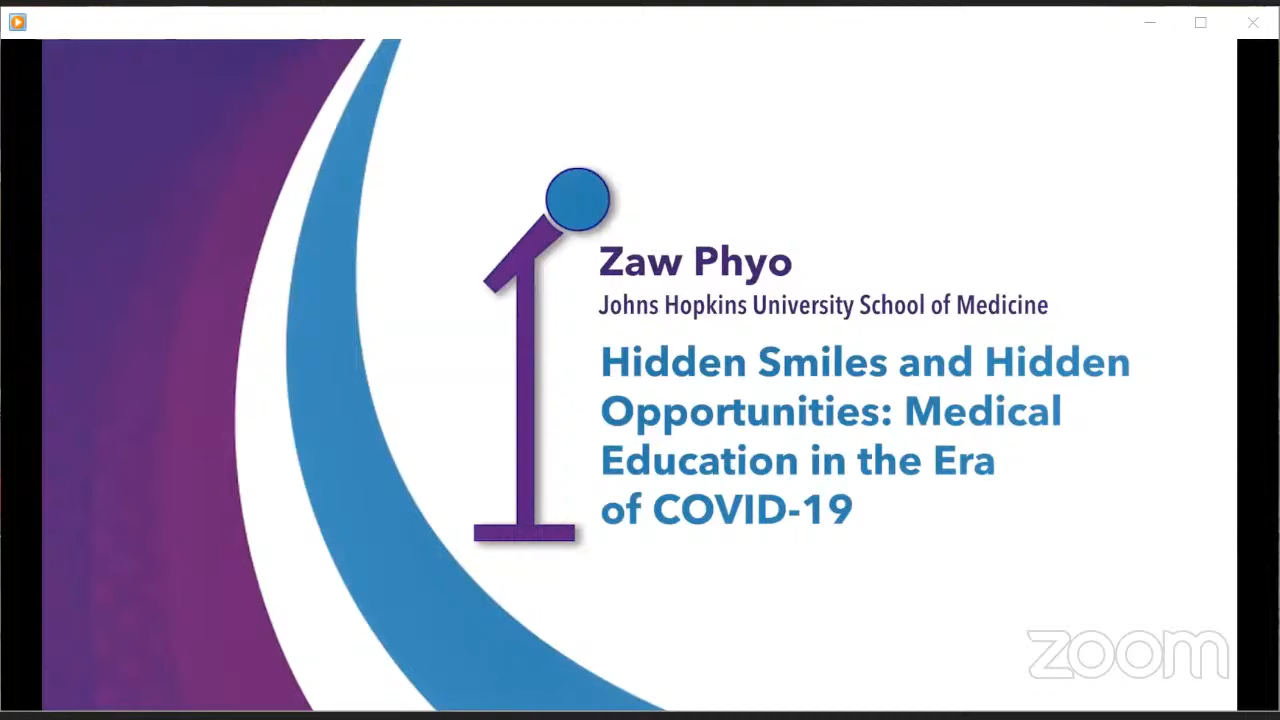 Zaw Phyo
Johns Hopkins University School of Medicine
Hidden Smiles and Hidden
Opportunities: Medical
Education in the Era
of COVID-19
zoom